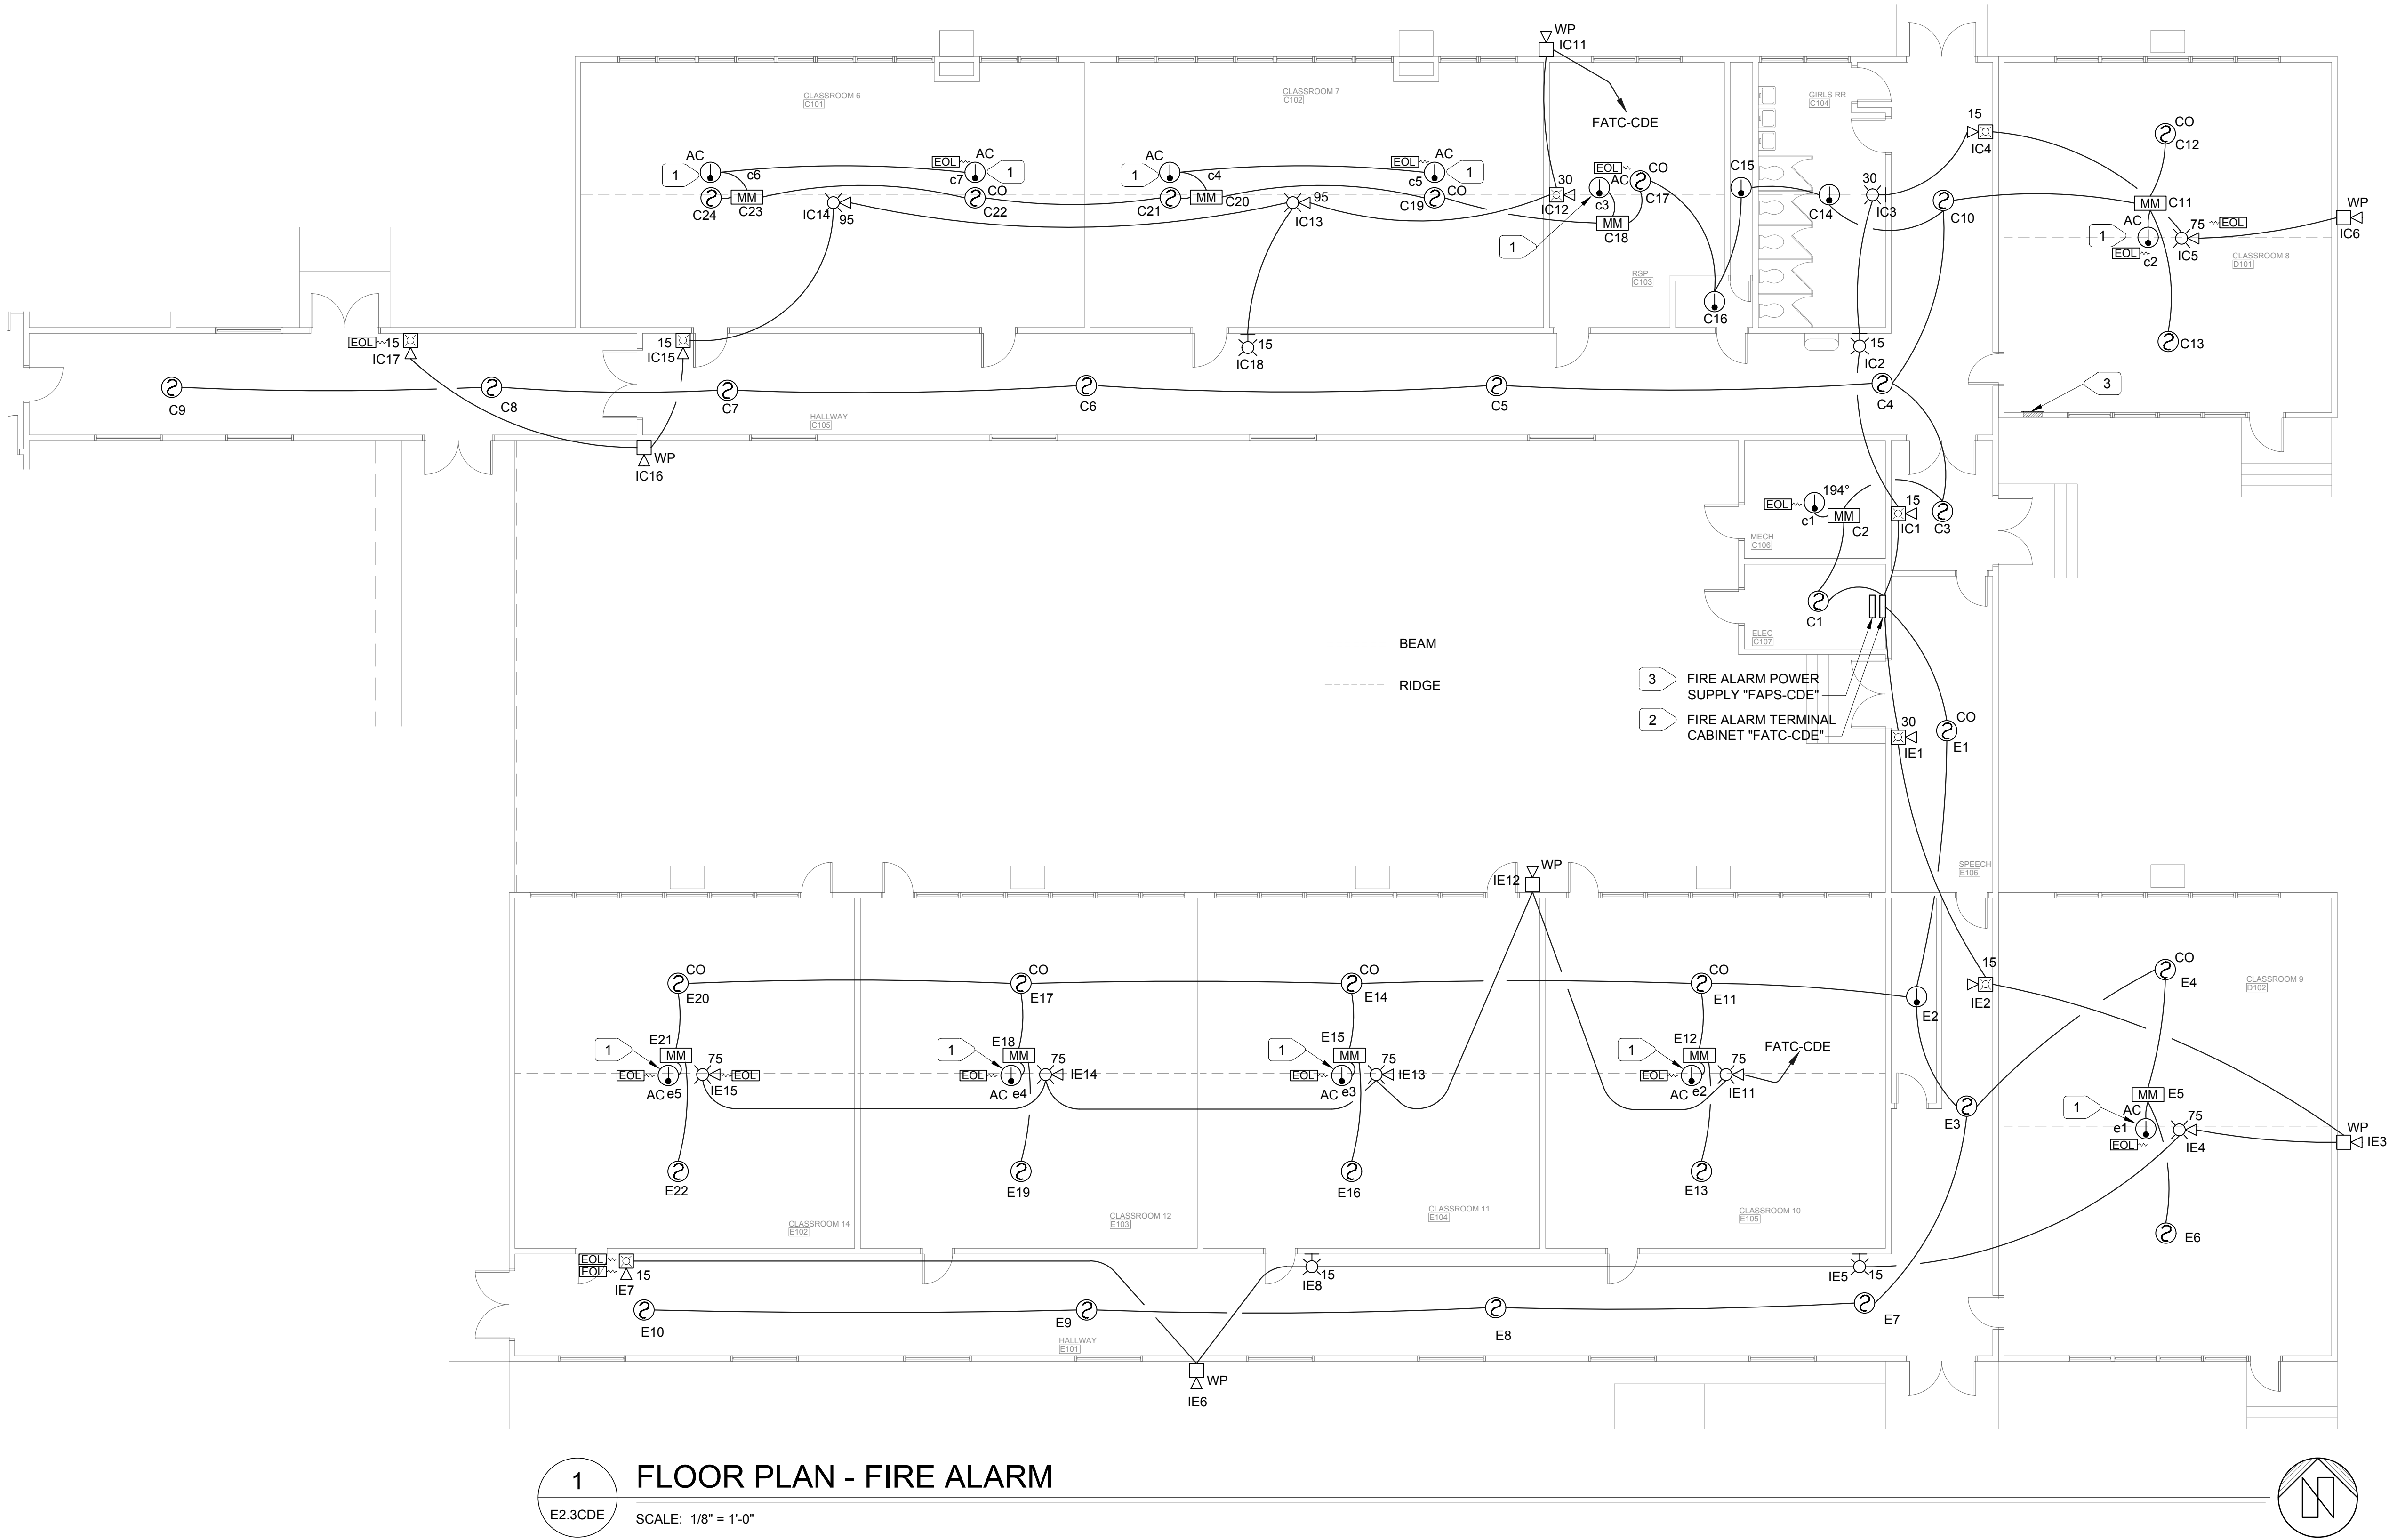 WP
IC11
CLASSROOM 6
C101
CLASSROOM 7
C102
GIRLS RR
C104
FATC-CDE
15
IC4
CO
C12
AC
1
c6
EOL
AC
c7
1
CO
C24
MM
C23
C22
IC14
95
AC
1
c4
EOL
AC
c5
1
CO
C21
MM
C20
C19
95
IC13
30
IC12
EOL
CO
AC
c3
C17
MM
C18
1
C15
C14
30
IC3
C10
MM
C11
AC
1
EOL
c2
75
EOL
IC5
WP
IC6
CLASSROOM 8
D101
RSP
C103
C16
C13
EOL
15
IC17
15
IC15
15
IC18
15
IC2
C9
C8
C7
C6
C5
C4
3
HALLWAY
C105
WP
IC16
194°
EOL
c1
MM
C2
15
IC1
C3
MECH
C106
C1
ELEC
C107
BEAM
RIDGE
3
FIRE ALARM POWER
SUPPLY "FAPS-CDE"
2
FIRE ALARM TERMINAL
CABINET "FATC-CDE"
30
IE1
CO
E1
WP
IE12
SPEECH
E106
CO
E20
CO
E17
CO
E14
CO
E11
E2
15
IE2
CO
E4
CLASSROOM 9
D102
1
E21
MM
EOL
AC
e5
75
EOL
IE15
1
E18
MM
EOL
AC
e4
75
IE14
1
E15
MM
EOL
AC
e3
75
IE13
1
E12
MM
EOL
AC
e2
75
IE11
FATC-CDE
E3
1
MM
E5
AC
e1
EOL
75
IE4
WP
IE3
E22
E19
E16
E13
CLASSROOM 14
E102
CLASSROOM 12
E103
CLASSROOM 11
E104
CLASSROOM 10
E105
E6
EOL
EOL
15
IE7
15
IE8
IE5
15
E10
E9
E8
E7
HALLWAY
E101
WP
IE6
1
E2.3CDE
FLOOR PLAN - FIRE ALARM
SCALE: 1/8" = 1'-0"
N